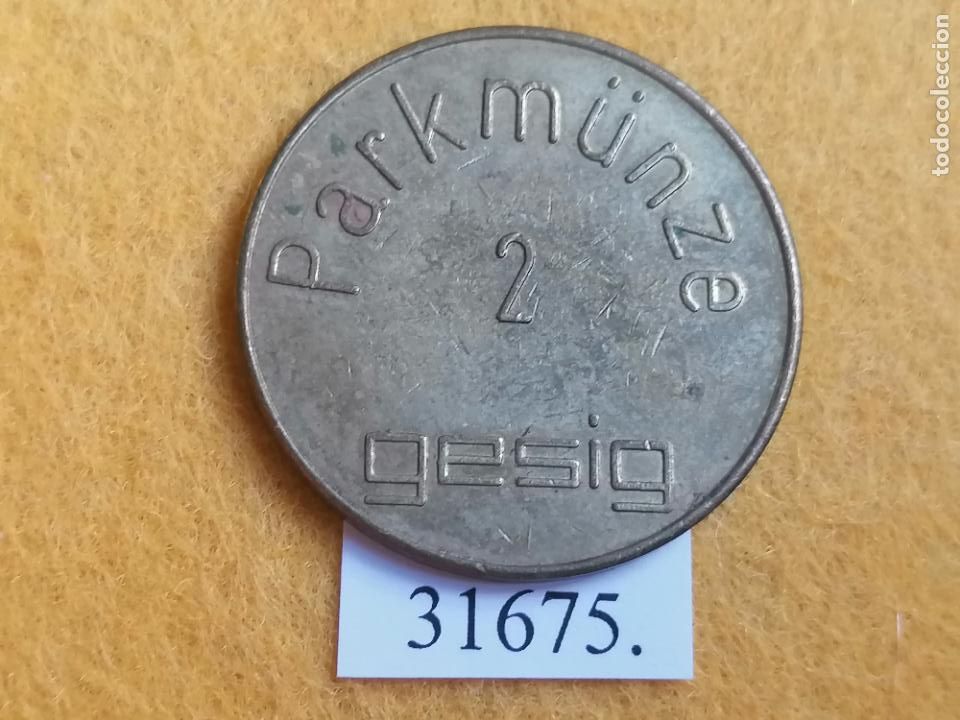 Parkmünze
2
gesig
31675.
todocoleccion